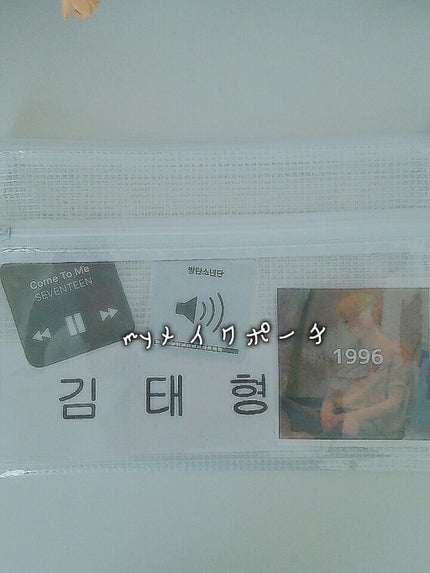 Come To Me
SEVENTEEN
방탄소년단
myメイクポーチ
1996
김 태 형